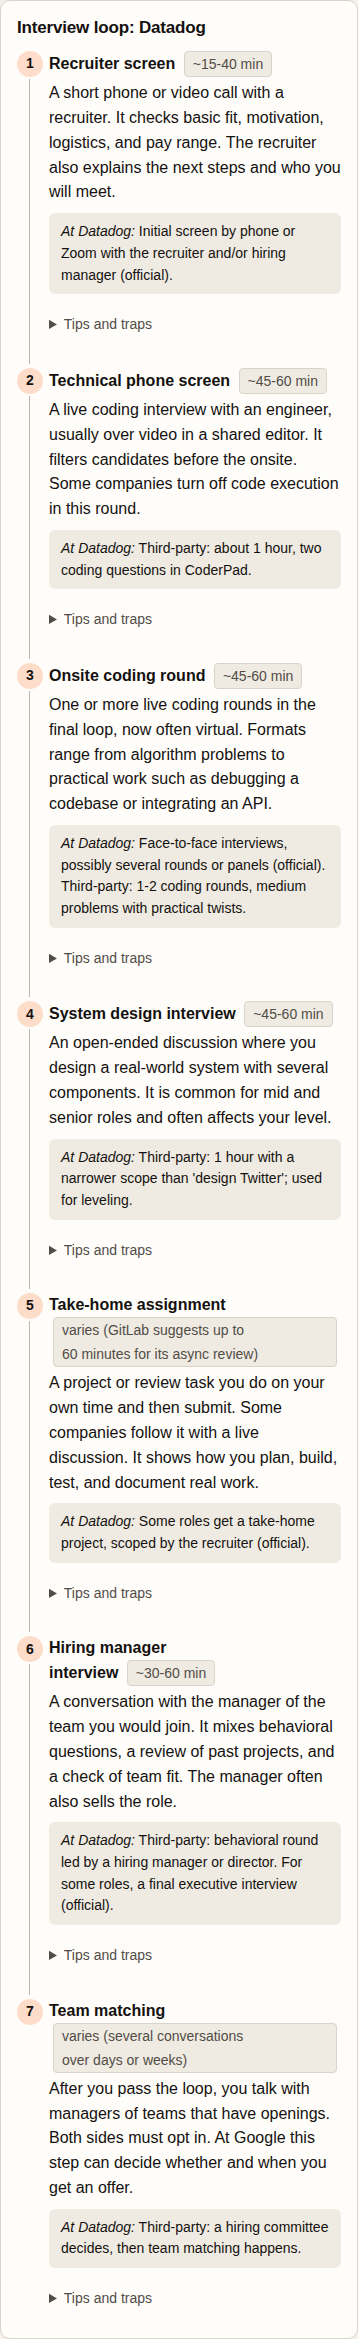 Interview loop: Datadog
1 Recruiter screen ~15-40 min
A short phone or video call with a
recruiter. It checks basic fit, motivation,
logistics, and pay range. The recruiter
also explains the next steps and who you
will meet.
At Datadog: Initial screen by phone or
Zoom with the recruiter and/or hiring
manager (official).
▶ Tips and traps
2 Technical phone screen ~45-60 min
A live coding interview with an engineer,
usually over video in a shared editor. It
filters candidates before the onsite.
Some companies turn off code execution
in this round.
At Datadog: Third-party: about 1 hour, two
coding questions in CoderPad.
▶ Tips and traps
3 Onsite coding round ~45-60 min
One or more live coding rounds in the
final loop, now often virtual. Formats
range from algorithm problems to
practical work such as debugging a
codebase or integrating an API.
At Datadog: Face-to-face interviews,
possibly several rounds or panels (official).
Third-party: 1-2 coding rounds, medium
problems with practical twists.
▶ Tips and traps
4 System design interview ~45-60 min
An open-ended discussion where you
design a real-world system with several
components. It is common for mid and
senior roles and often affects your level.
At Datadog: Third-party: 1 hour with a
narrower scope than 'design Twitter'; used
for leveling.
▶ Tips and traps
5 Take-home assignment
varies (GitLab suggests up to
60 minutes for its async review)
A project or review task you do on your
own time and then submit. Some
companies follow it with a live
discussion. It shows how you plan, build,
test, and document real work.
At Datadog: Some roles get a take-home
project, scoped by the recruiter (official).
▶ Tips and traps
6 Hiring manager
interview ~30-60 min
A conversation with the manager of the
team you would join. It mixes behavioral
questions, a review of past projects, and
a check of team fit. The manager often
also sells the role.
At Datadog: Third-party: behavioral round
led by a hiring manager or director. For
some roles, a final executive interview
(official).
▶ Tips and traps
7 Team matching
varies (several conversations
over days or weeks)
After you pass the loop, you talk with
managers of teams that have openings.
Both sides must opt in. At Google this
step can decide whether and when you
get an offer.
At Datadog: Third-party: a hiring committee
decides, then team matching happens.
▶ Tips and traps